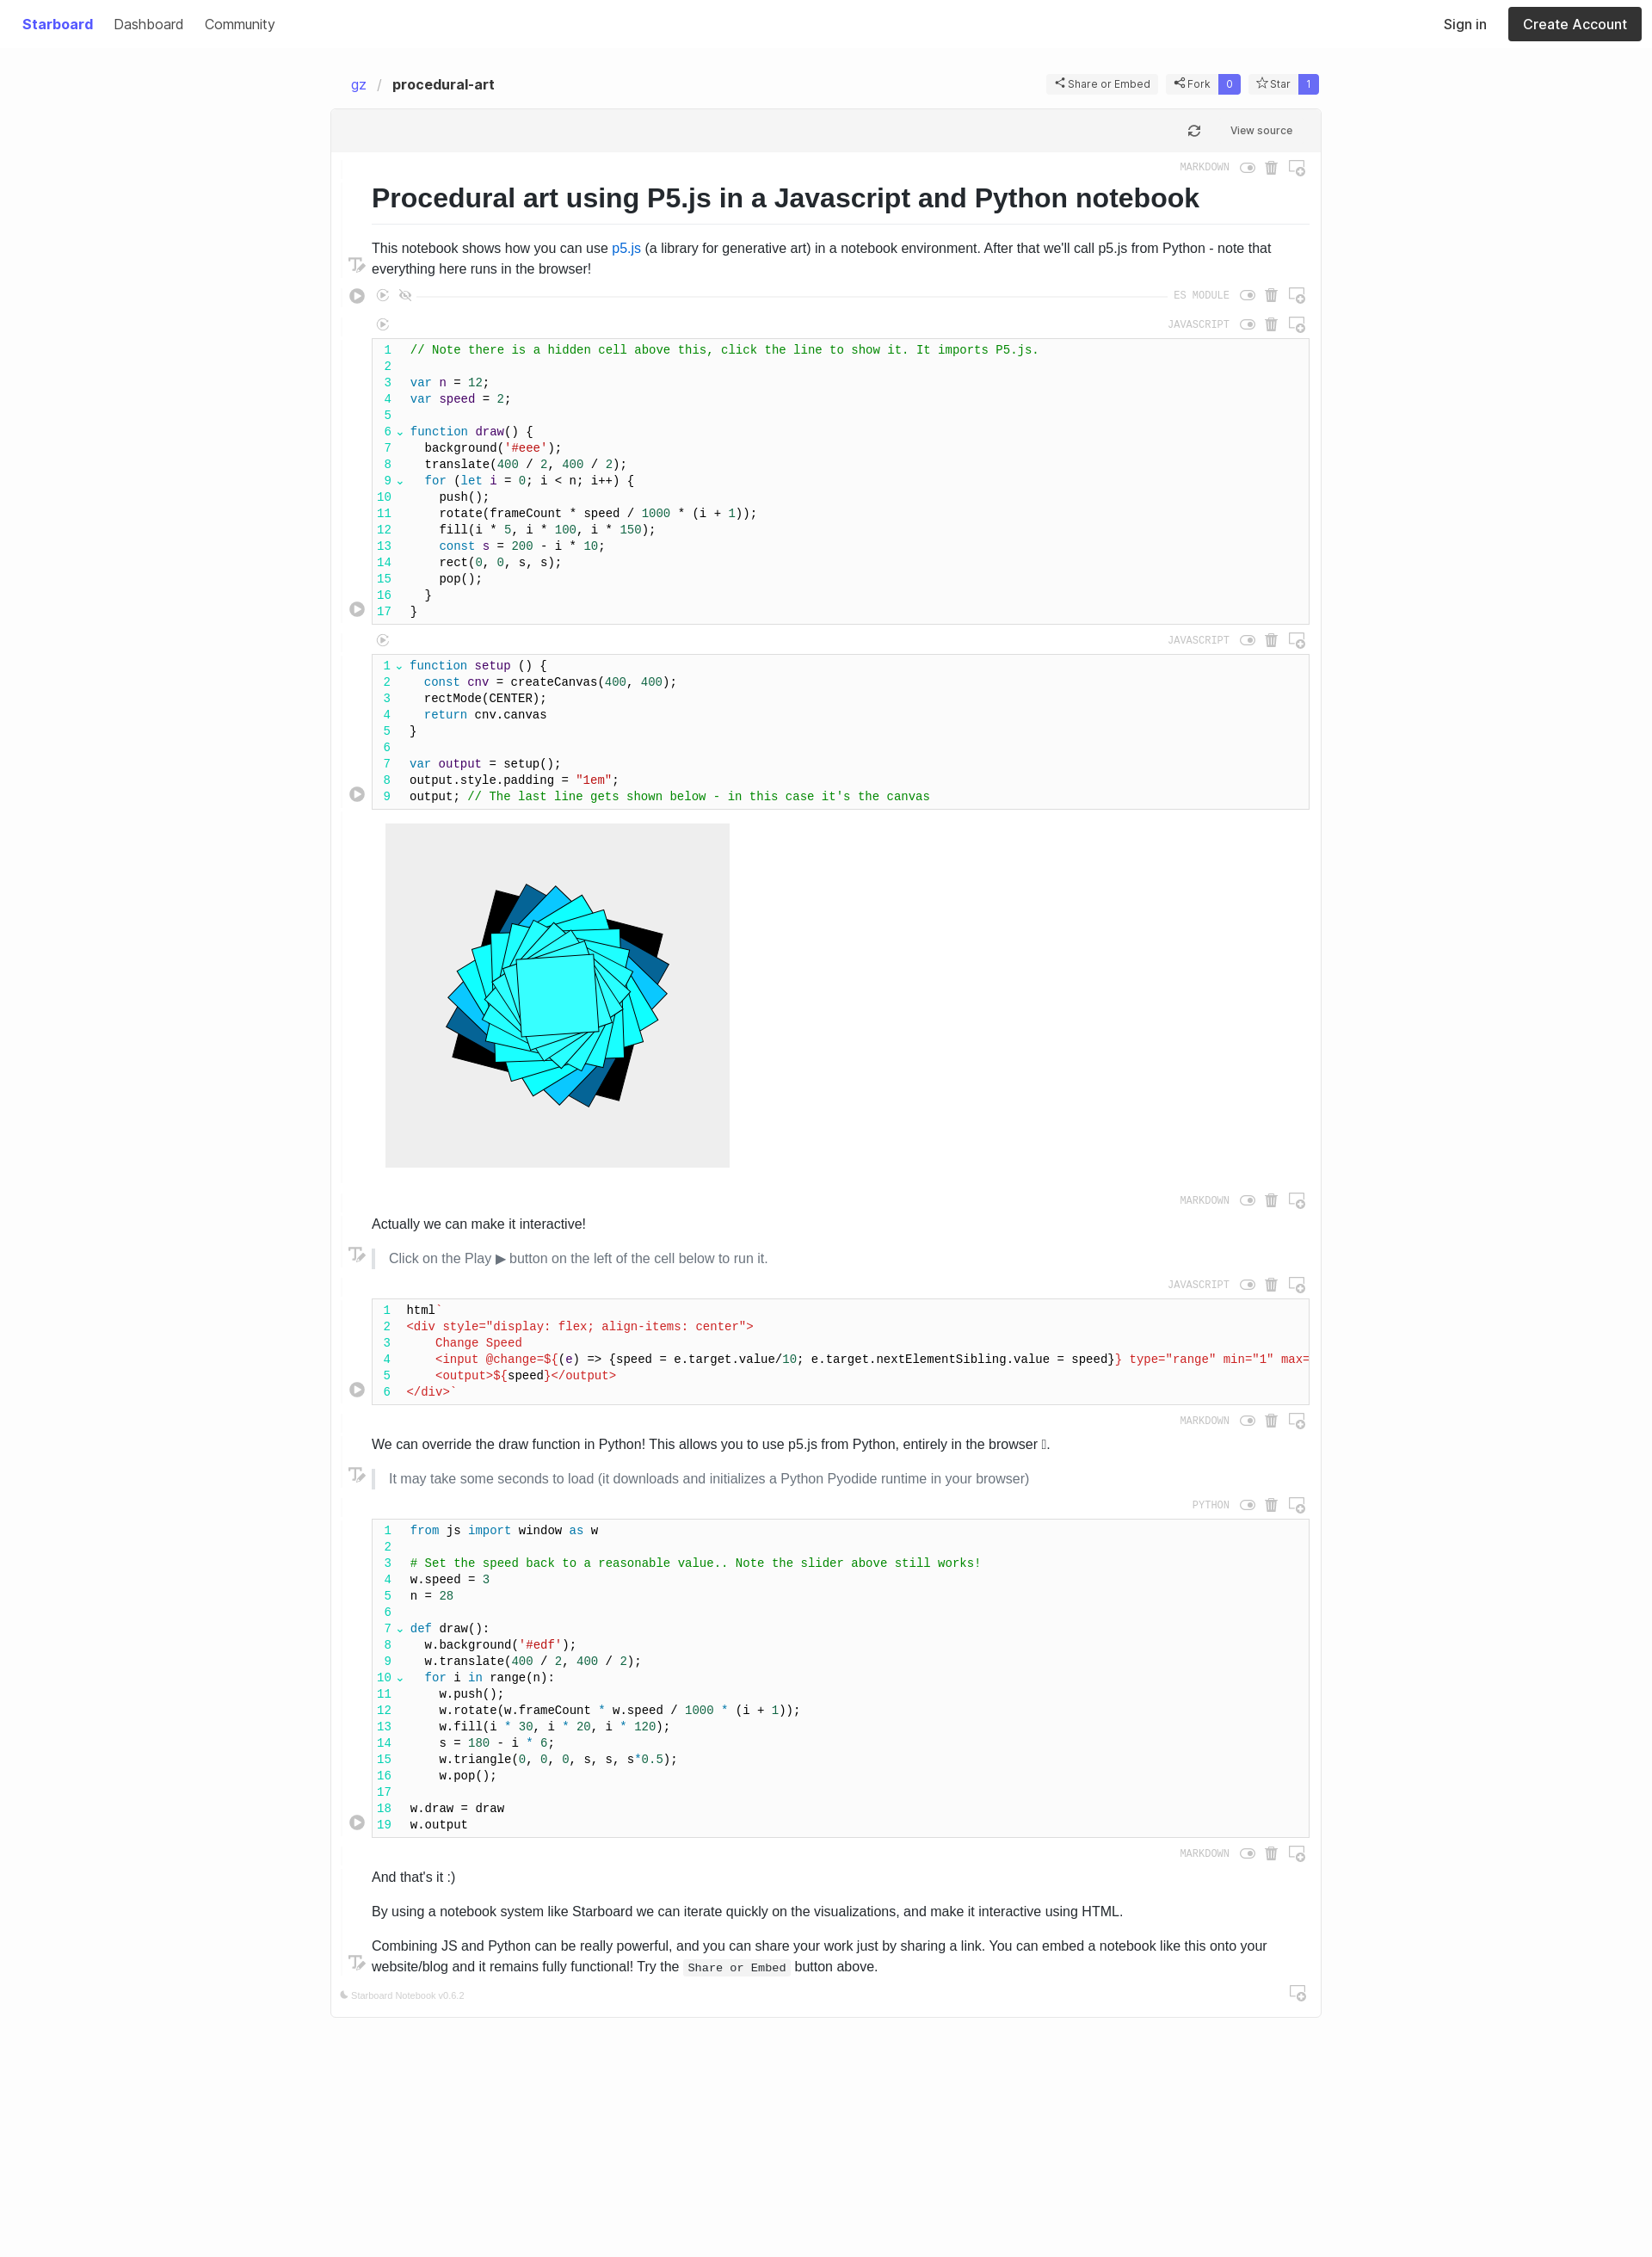 Starboard Dashboard Community Sign in Create Account
gz / procedural-art Share or Embed Fork 0 Star 1
View source
MARKDOWN
Procedural art using P5.js in a Javascript and Python notebook
This notebook shows how you can use p5.js (a library for generative art) in a notebook environment. After that we'll call p5.js from Python - note that
everything here runs in the browser!
ES MODULE
JAVASCRIPT
1 // Note there is a hidden cell above this, click the line to show it. It imports P5.js.
2
3 var n = 12;
4 var speed = 2;
5
6 function draw() {
7   background('#eee');
8   translate(400 / 2, 400 / 2);
9   for (let i = 0; i < n; i++) {
10     push();
11     rotate(frameCount * speed / 1000 * (i + 1));
12     fill(i * 5, i * 100, i * 150);
13     const s = 200 - i * 10;
14     rect(0, 0, s, s);
15     pop();
16   }
17 }
JAVASCRIPT
1 function setup () {
2   const cnv = createCanvas(400, 400);
3   rectMode(CENTER);
4   return cnv.canvas
5 }
6
7 var output = setup();
8 output.style.padding = "1em";
9 output; // The last line gets shown below - in this case it's the canvas
MARKDOWN
Actually we can make it interactive!
Click on the Play ▶ button on the left of the cell below to run it.
JAVASCRIPT
1 html`
2 <div style="display: flex; align-items: center">
3     Change Speed
4     <input @change=${(e) => {speed = e.target.value/10; e.target.nextElementSibling.value = speed}} type="range" min="1" max=
5     <output>${speed}</output>
6 </div>`
MARKDOWN
We can override the draw function in Python! This allows you to use p5.js from Python, entirely in the browser .
It may take some seconds to load (it downloads and initializes a Python Pyodide runtime in your browser)
PYTHON
1 from js import window as w
2
3 # Set the speed back to a reasonable value.. Note the slider above still works!
4 w.speed = 3
5 n = 28
6
7 def draw():
8   w.background('#edf');
9   w.translate(400 / 2, 400 / 2);
10   for i in range(n):
11     w.push();
12     w.rotate(w.frameCount * w.speed / 1000 * (i + 1));
13     w.fill(i * 30, i * 20, i * 120);
14     s = 180 - i * 6;
15     w.triangle(0, 0, 0, s, s, s*0.5);
16     w.pop();
17
18 w.draw = draw
19 w.output
MARKDOWN
And that's it :)
By using a notebook system like Starboard we can iterate quickly on the visualizations, and make it interactive using HTML.
Combining JS and Python can be really powerful, and you can share your work just by sharing a link. You can embed a notebook like this onto your
website/blog and it remains fully functional! Try the Share or Embed button above.
Starboard Notebook v0.6.2